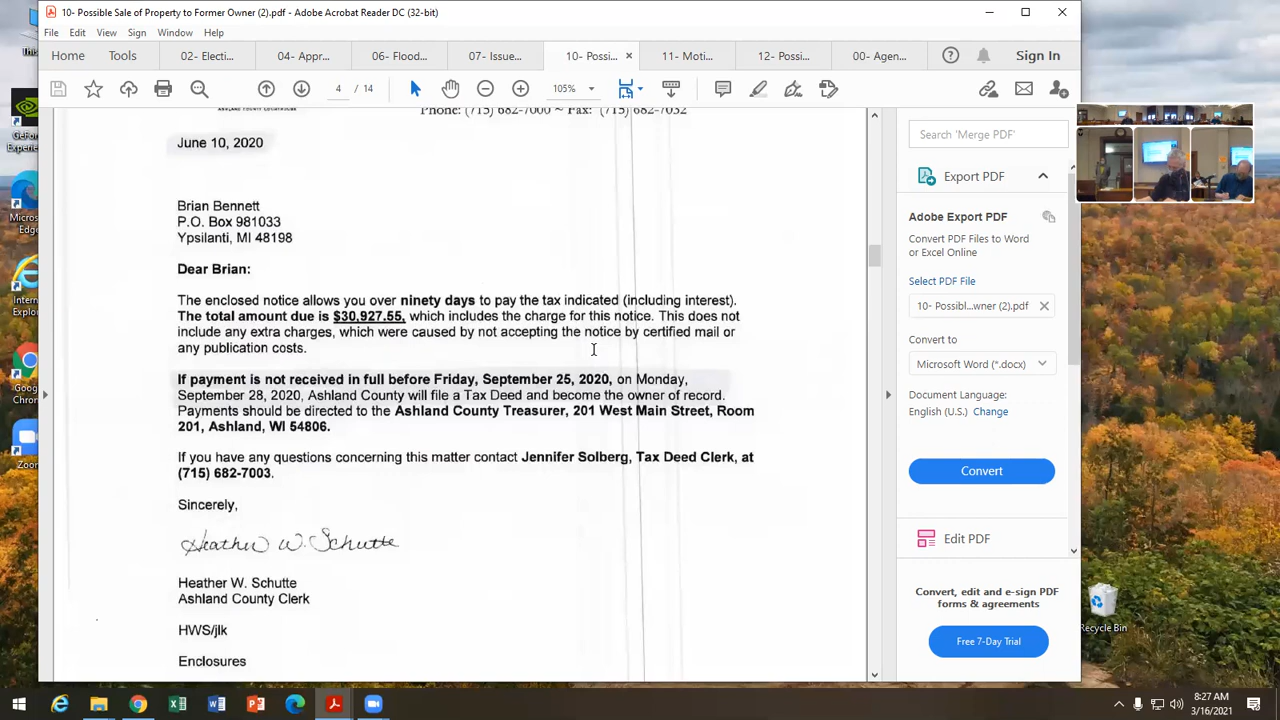 10- Possible Sale of Property to Former Owner (2).pdf - Adobe Acrobat Reader DC (32-bit)
File Edit View Sign Window Help
Home Tools 02- Electi... 04- Appr... 06- Flood... 07- Issue... 10- Possi... × 11- Moti... 12- Possi... 00- Agen... Sign In
4 / 14 105%
Phone: (715) 682-7000 ~ Fax: (715) 682-7032
June 10, 2020
Brian Bennett
P.O. Box 981033
Ypsilanti, MI 48198
Dear Brian:
The enclosed notice allows you over ninety days to pay the tax indicated (including interest).
The total amount due is $30,927.55, which includes the charge for this notice. This does not
include any extra charges, which were caused by not accepting the notice by certified mail or
any publication costs.
If payment is not received in full before Friday, September 25, 2020, on Monday,
September 28, 2020, Ashland County will file a Tax Deed and become the owner of record.
Payments should be directed to the Ashland County Treasurer, 201 West Main Street, Room
201, Ashland, WI 54806.
If you have any questions concerning this matter contact Jennifer Solberg, Tax Deed Clerk, at
(715) 682-7003.
Sincerely,
Heather W. Schutte
Heather W. Schutte
Ashland County Clerk
HWS/jlk
Enclosures
Search 'Merge PDF'
Export PDF
Adobe Export PDF
Convert PDF Files to Word
or Excel Online
Select PDF File
10- Possibl...wner (2).pdf ×
Convert to
Microsoft Word (*.docx)
Document Language:
English (U.S.) Change
Convert
Edit PDF
Convert, edit and e-sign PDF
forms & agreements
Free 7-Day Trial
This
GeForce
Experie
Microsof
Edge
Intern
Explor
Goog
Chro
Zoor
Recycle Bin
8:27 AM
3/16/2021